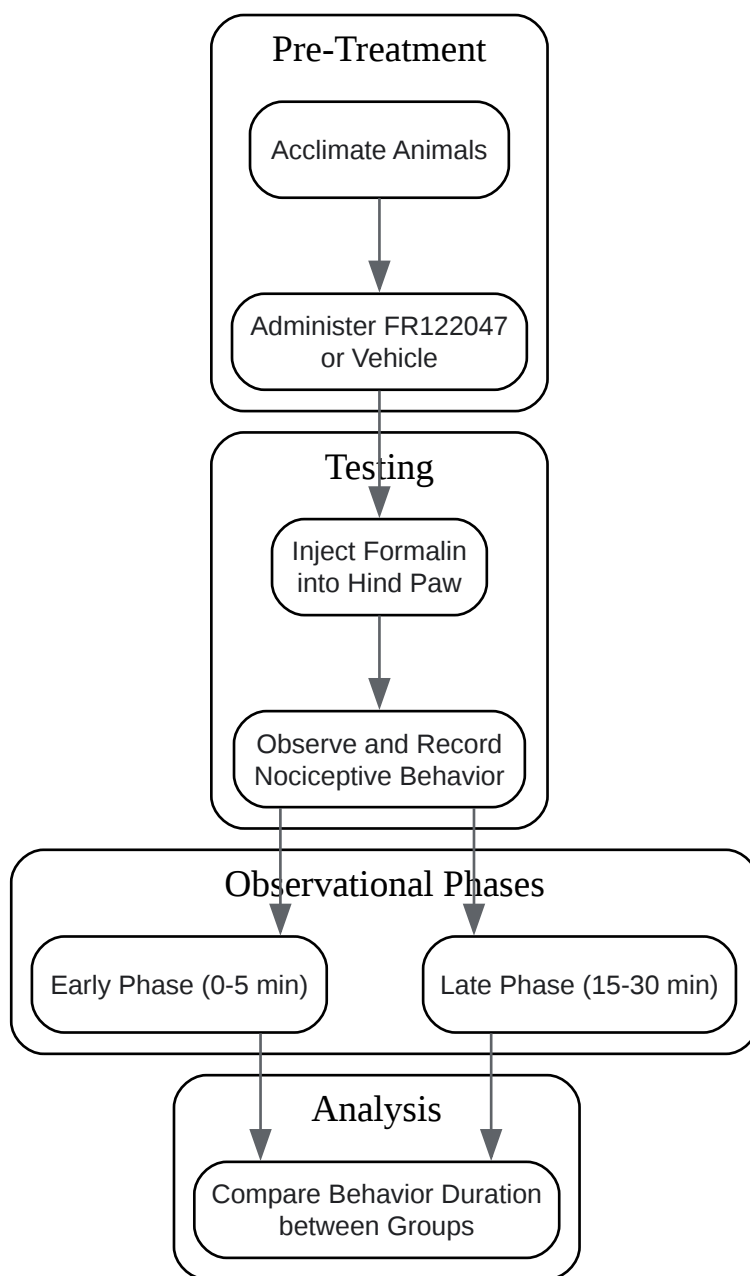 Pre-Treatment
Acclimate Animals
Administer FR122047
or Vehicle
Testing
Inject Formalin
into Hind Paw
Observe and Record
Nociceptive Behavior
Observational Phases
Early Phase (0-5 min)
Late Phase (15-30 min)
Analysis
Compare Behavior Duration
between Groups